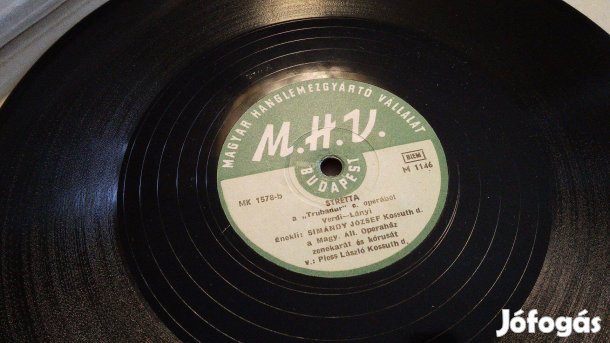 MAGYAR HANGLEMEZGYÁRTÓ VÁLLALAT
M.H.V.
BUDAPEST
BIEM
MK 1578-b
M 1146
STRETTA
a „Trubadur" c. operából
Verdi—Lányi
Énekli: SIMÁNDY JÓZSEF Kossuth d.
a Magy. Áll. Operaház
zenekarát és kórusát
v.: Pless László Kossuth d.
Jófogás